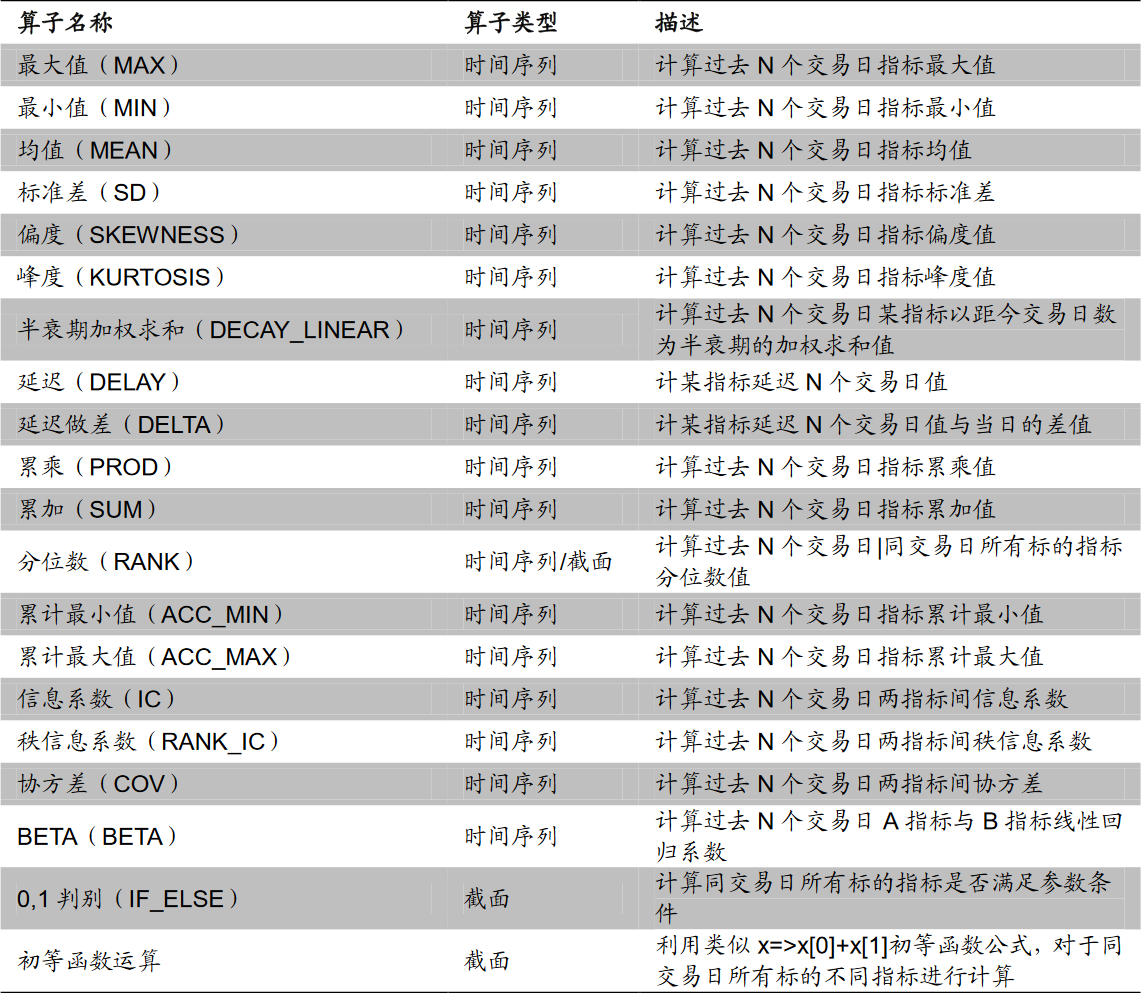 算子名称 算子类型 描述
最大值（MAX） 时间序列 计算过去 N 个交易日指标最大值
最小值（MIN） 时间序列 计算过去 N 个交易日指标最小值
均值（MEAN） 时间序列 计算过去 N 个交易日指标均值
标准差（SD） 时间序列 计算过去 N 个交易日指标标准差
偏度（SKEWNESS） 时间序列 计算过去 N 个交易日指标偏度值
峰度（KURTOSIS） 时间序列 计算过去 N 个交易日指标峰度值
半衰期加权求和（DECAY_LINEAR） 时间序列 计算过去 N 个交易日某指标以距今交易日数
为半衰期的加权求和值
延迟（DELAY） 时间序列 计某指标延迟 N 个交易日值
延迟做差（DELTA） 时间序列 计某指标延迟 N 个交易日值与当日的差值
累乘（PROD） 时间序列 计算过去 N 个交易日指标累乘值
累加（SUM） 时间序列 计算过去 N 个交易日指标累加值
分位数（RANK） 时间序列/截面 计算过去 N 个交易日|同交易日所有标的指标
分位数值
累计最小值（ACC_MIN） 时间序列 计算过去 N 个交易日指标累计最小值
累计最大值（ACC_MAX） 时间序列 计算过去 N 个交易日指标累计最大值
信息系数（IC） 时间序列 计算过去 N 个交易日两指标间信息系数
秩信息系数（RANK_IC） 时间序列 计算过去 N 个交易日两指标间秩信息系数
协方差（COV） 时间序列 计算过去 N 个交易日两指标间协方差
BETA（BETA） 时间序列 计算过去 N 个交易日 A 指标与 B 指标线性回
归系数
0,1 判别（IF_ELSE） 截面 计算同交易日所有标的指标是否满足参数条
件
初等函数运算 截面 利用类似 x=>x[0]+x[1]初等函数公式，对于同
交易日所有标的不同指标进行计算